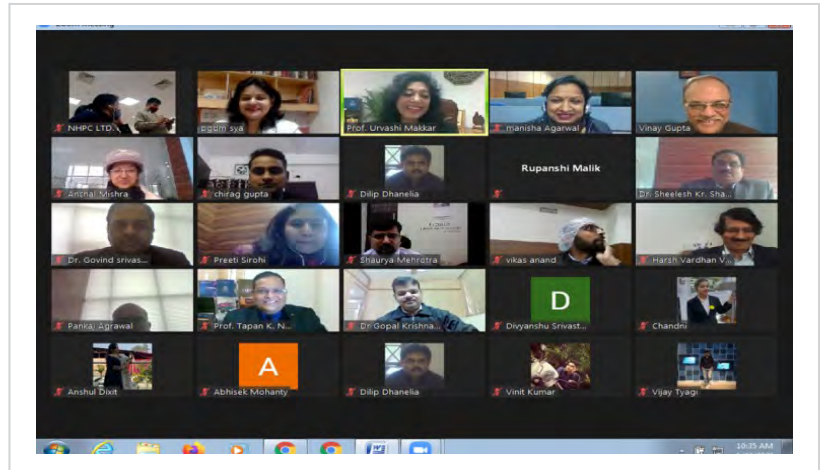 NHPC LTD.
pgdm sya
Prof. Urvashi Makkar
manisha Agarwal
Vinay Gupta
Anchal Mishra
chirag gupta
Dilip Dhanelia
Rupanshi Malik
Dr. Sheelesh Kr. Sha...
Dr. Govind srivas...
Preeti Sirohi
Shaurya Mehrotra
vikas anand
Harsh Vardhan V...
Pankaj Agrawal
Prof. Tapan K. N...
Dr Gopal Krishna...
D
Divyanshu Srivast...
Chandni
Anshul Dixit
A
Abhisek Mohanty
Dilip Dhanelia
Vinit Kumar
Vijay Tyagi
10:35 AM